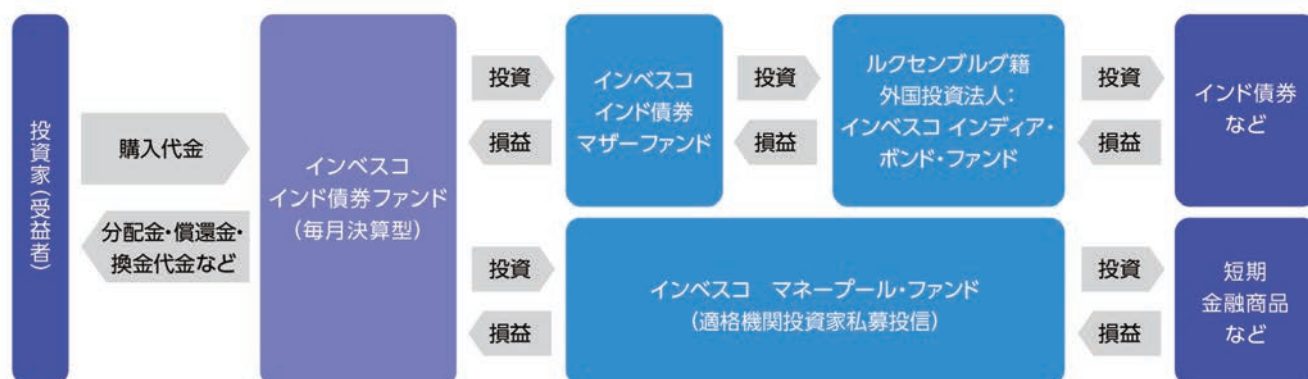 投資家（受益者）
購入代金
分配金・償還金・
換金代金など
インベスコ
インド債券ファンド
（毎月決算型）
投資
損益
インベスコ
インド債券
マザーファンド
投資
損益
ルクセンブルグ籍
外国投資法人：
インベスコ インディア・
ボンド・ファンド
投資
損益
インド債券
など
投資
損益
インベスコ　マネープール・ファンド
（適格機関投資家私募投信）
投資
損益
短期
金融商品
など